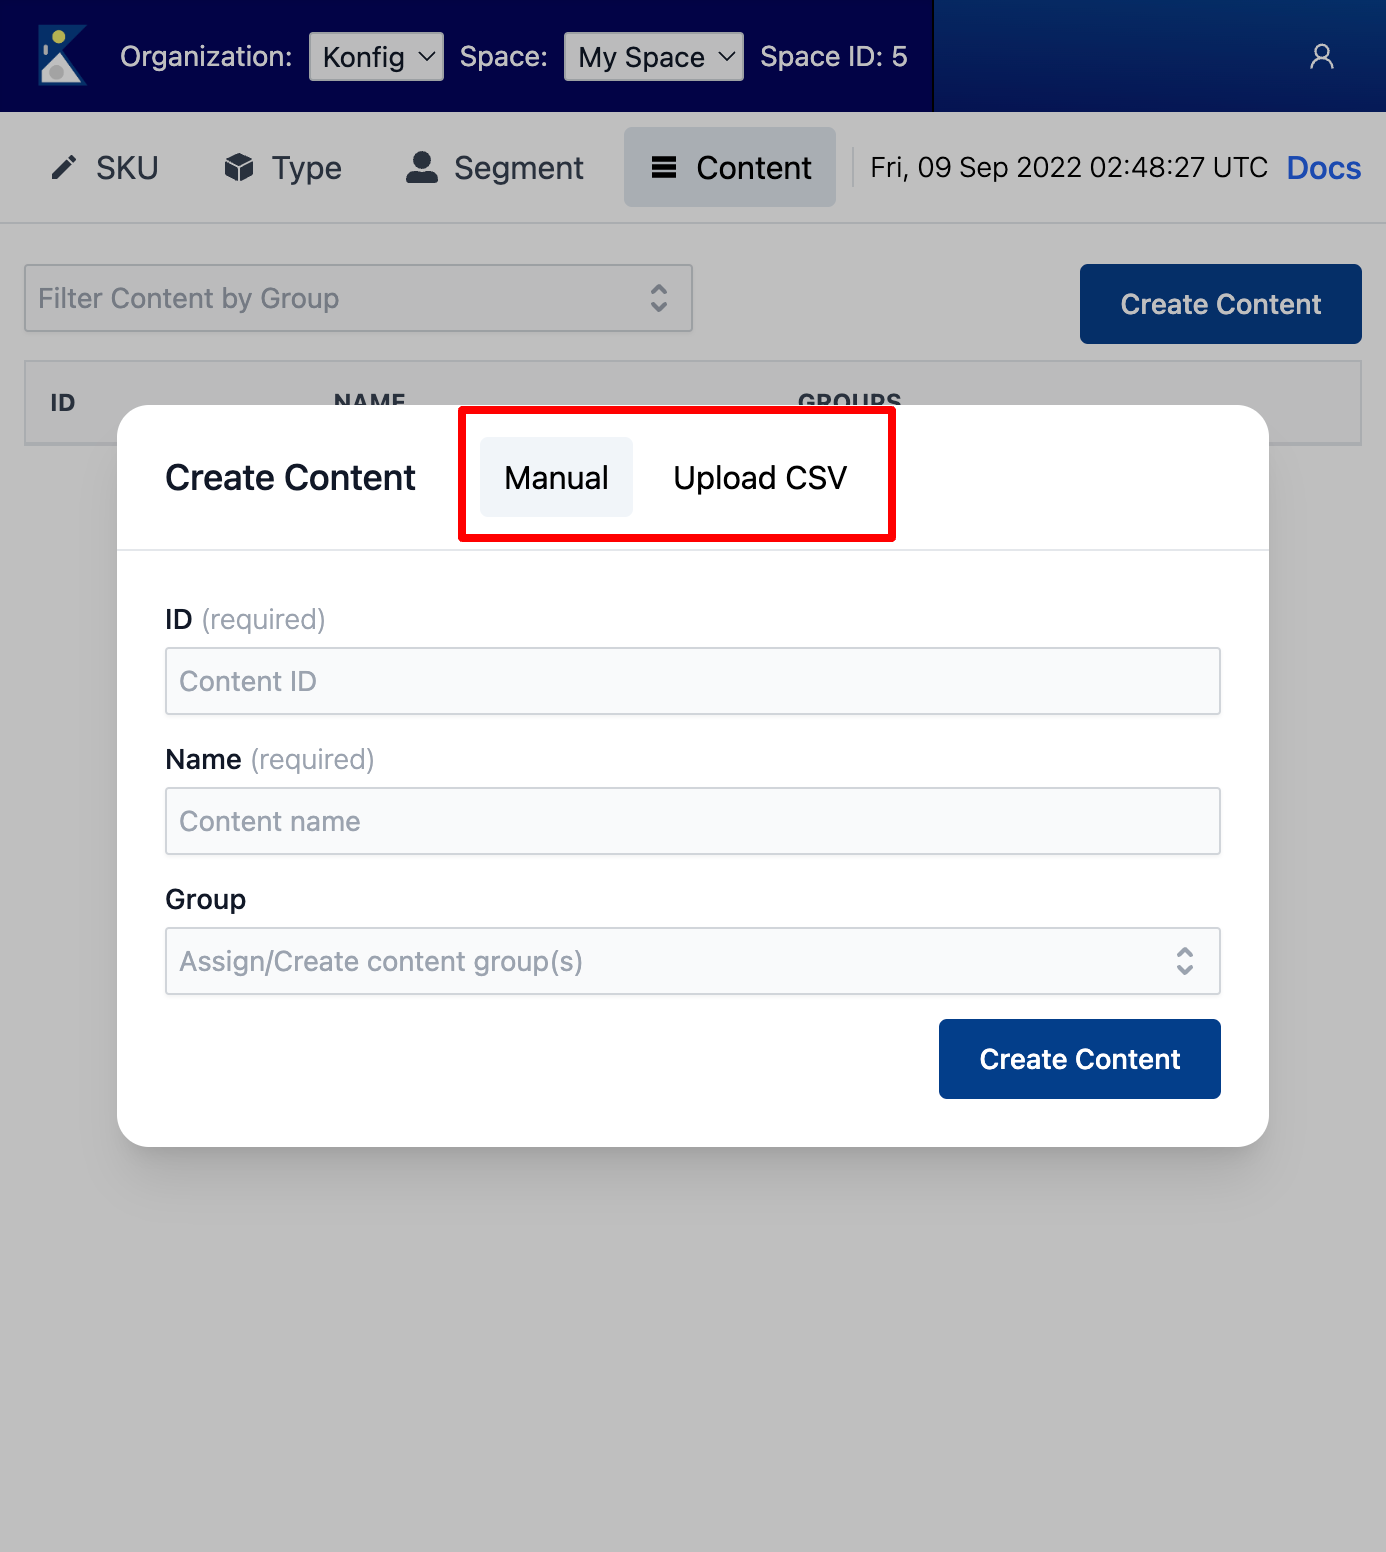 Organization: Konfig Space: My Space Space ID: 5
SKU Type Segment Content Fri, 09 Sep 2022 02:48:27 UTC Docs
Filter Content by Group
Create Content
ID NAME GROUPS
Create Content Manual Upload CSV
ID (required)
Content ID
Name (required)
Content name
Group
Assign/Create content group(s)
Create Content